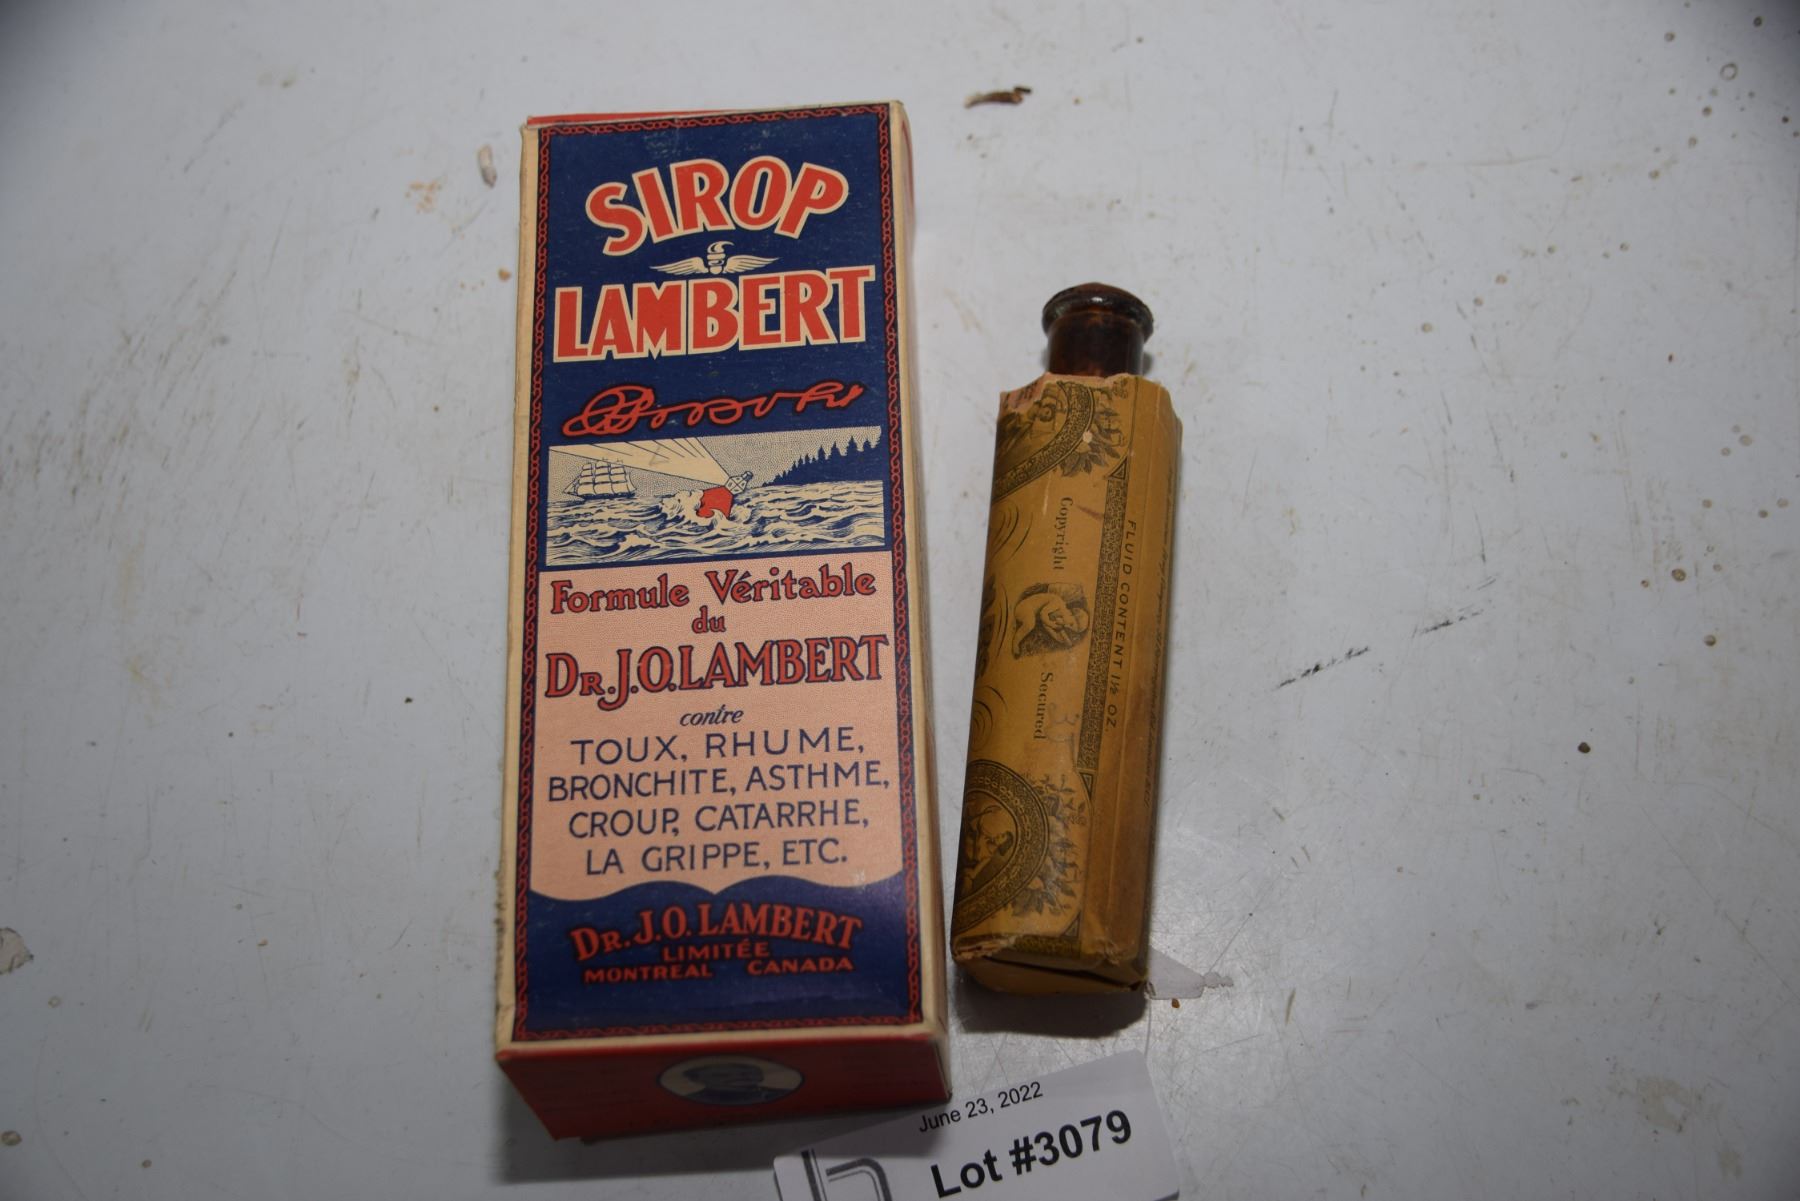 SIROP
LAMBERT
Formule Véritable
du
DR. J.O. LAMBERT
contre
TOUX, RHUME,
BRONCHITE, ASTHME,
CROUP, CATARRHE,
LA GRIPPE, ETC.
DR. J.O. LAMBERT
LIMITÉE
MONTREAL CANADA
Copyright Secured
35
FLUID CONTENT 1½ OZ.
June 23, 2022
Lot #3079